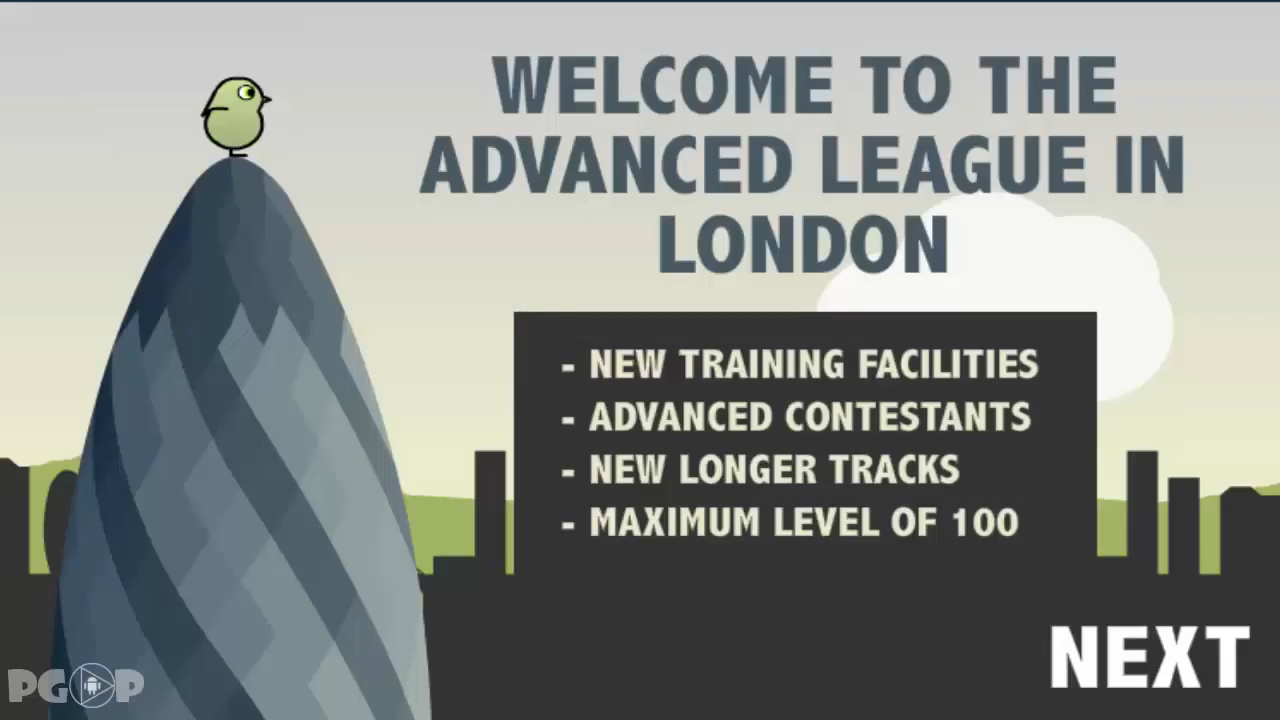 WELCOME TO THE
ADVANCED LEAGUE IN
LONDON
- NEW TRAINING FACILITIES
- ADVANCED CONTESTANTS
- NEW LONGER TRACKS
- MAXIMUM LEVEL OF 100
NEXT
PGOP